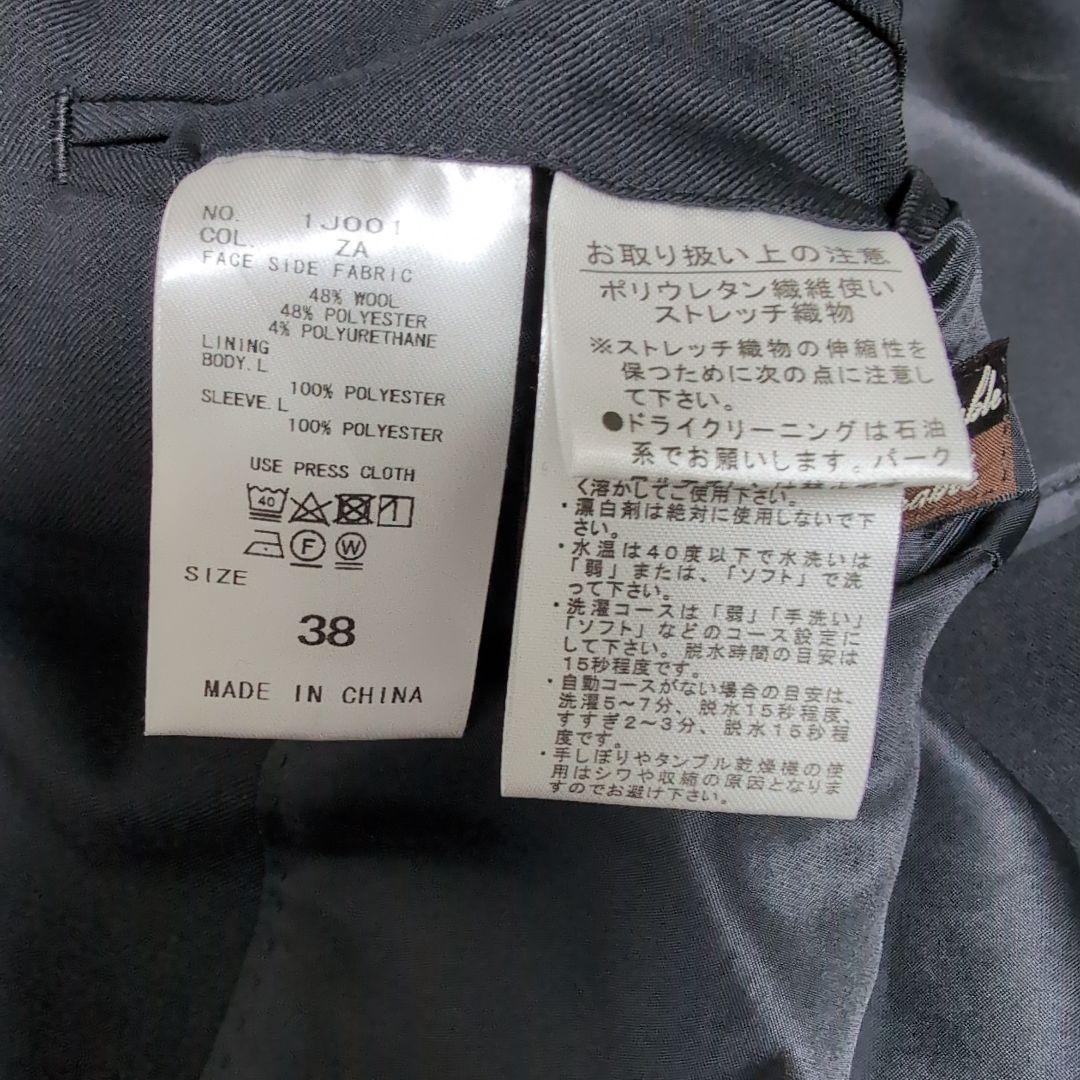 NO. 1J001
COL. ZA
FACE SIDE FABRIC
48% WOOL
48% POLYESTER
4% POLYURETHANE
LINING
BODY.L
100% POLYESTER
SLEEVE.L
100% POLYESTER
USE PRESS CLOTH
40
F W
SIZE
38
MADE IN CHINA
お取り扱い上の注意
ポリウレタン繊維使い
ストレッチ織物
※ストレッチ織物の伸縮性を
保つために次の点に注意し
て下さい。
●ドライクリーニングは石油
系でお願いします。パーク
く溶かしてご使用下さい。
・漂白剤は絶対に使用しないで下
さい。
・水温は40度以下で水洗いは
「弱」または、「ソフト」で洗
って下さい。
・洗濯コースは「弱」「手洗い」
「ソフト」などのコース設定に
して下さい。脱水時間の目安は
15秒程度です。
・自動コースがない場合の目安は、
洗濯5～7分、脱水15秒程度、
すすぎ2～3分、脱水15秒程
度です。
・手しぼりやタンブル乾燥機の使
用はシワや収縮の原因となりま
すのでお避け下さい。